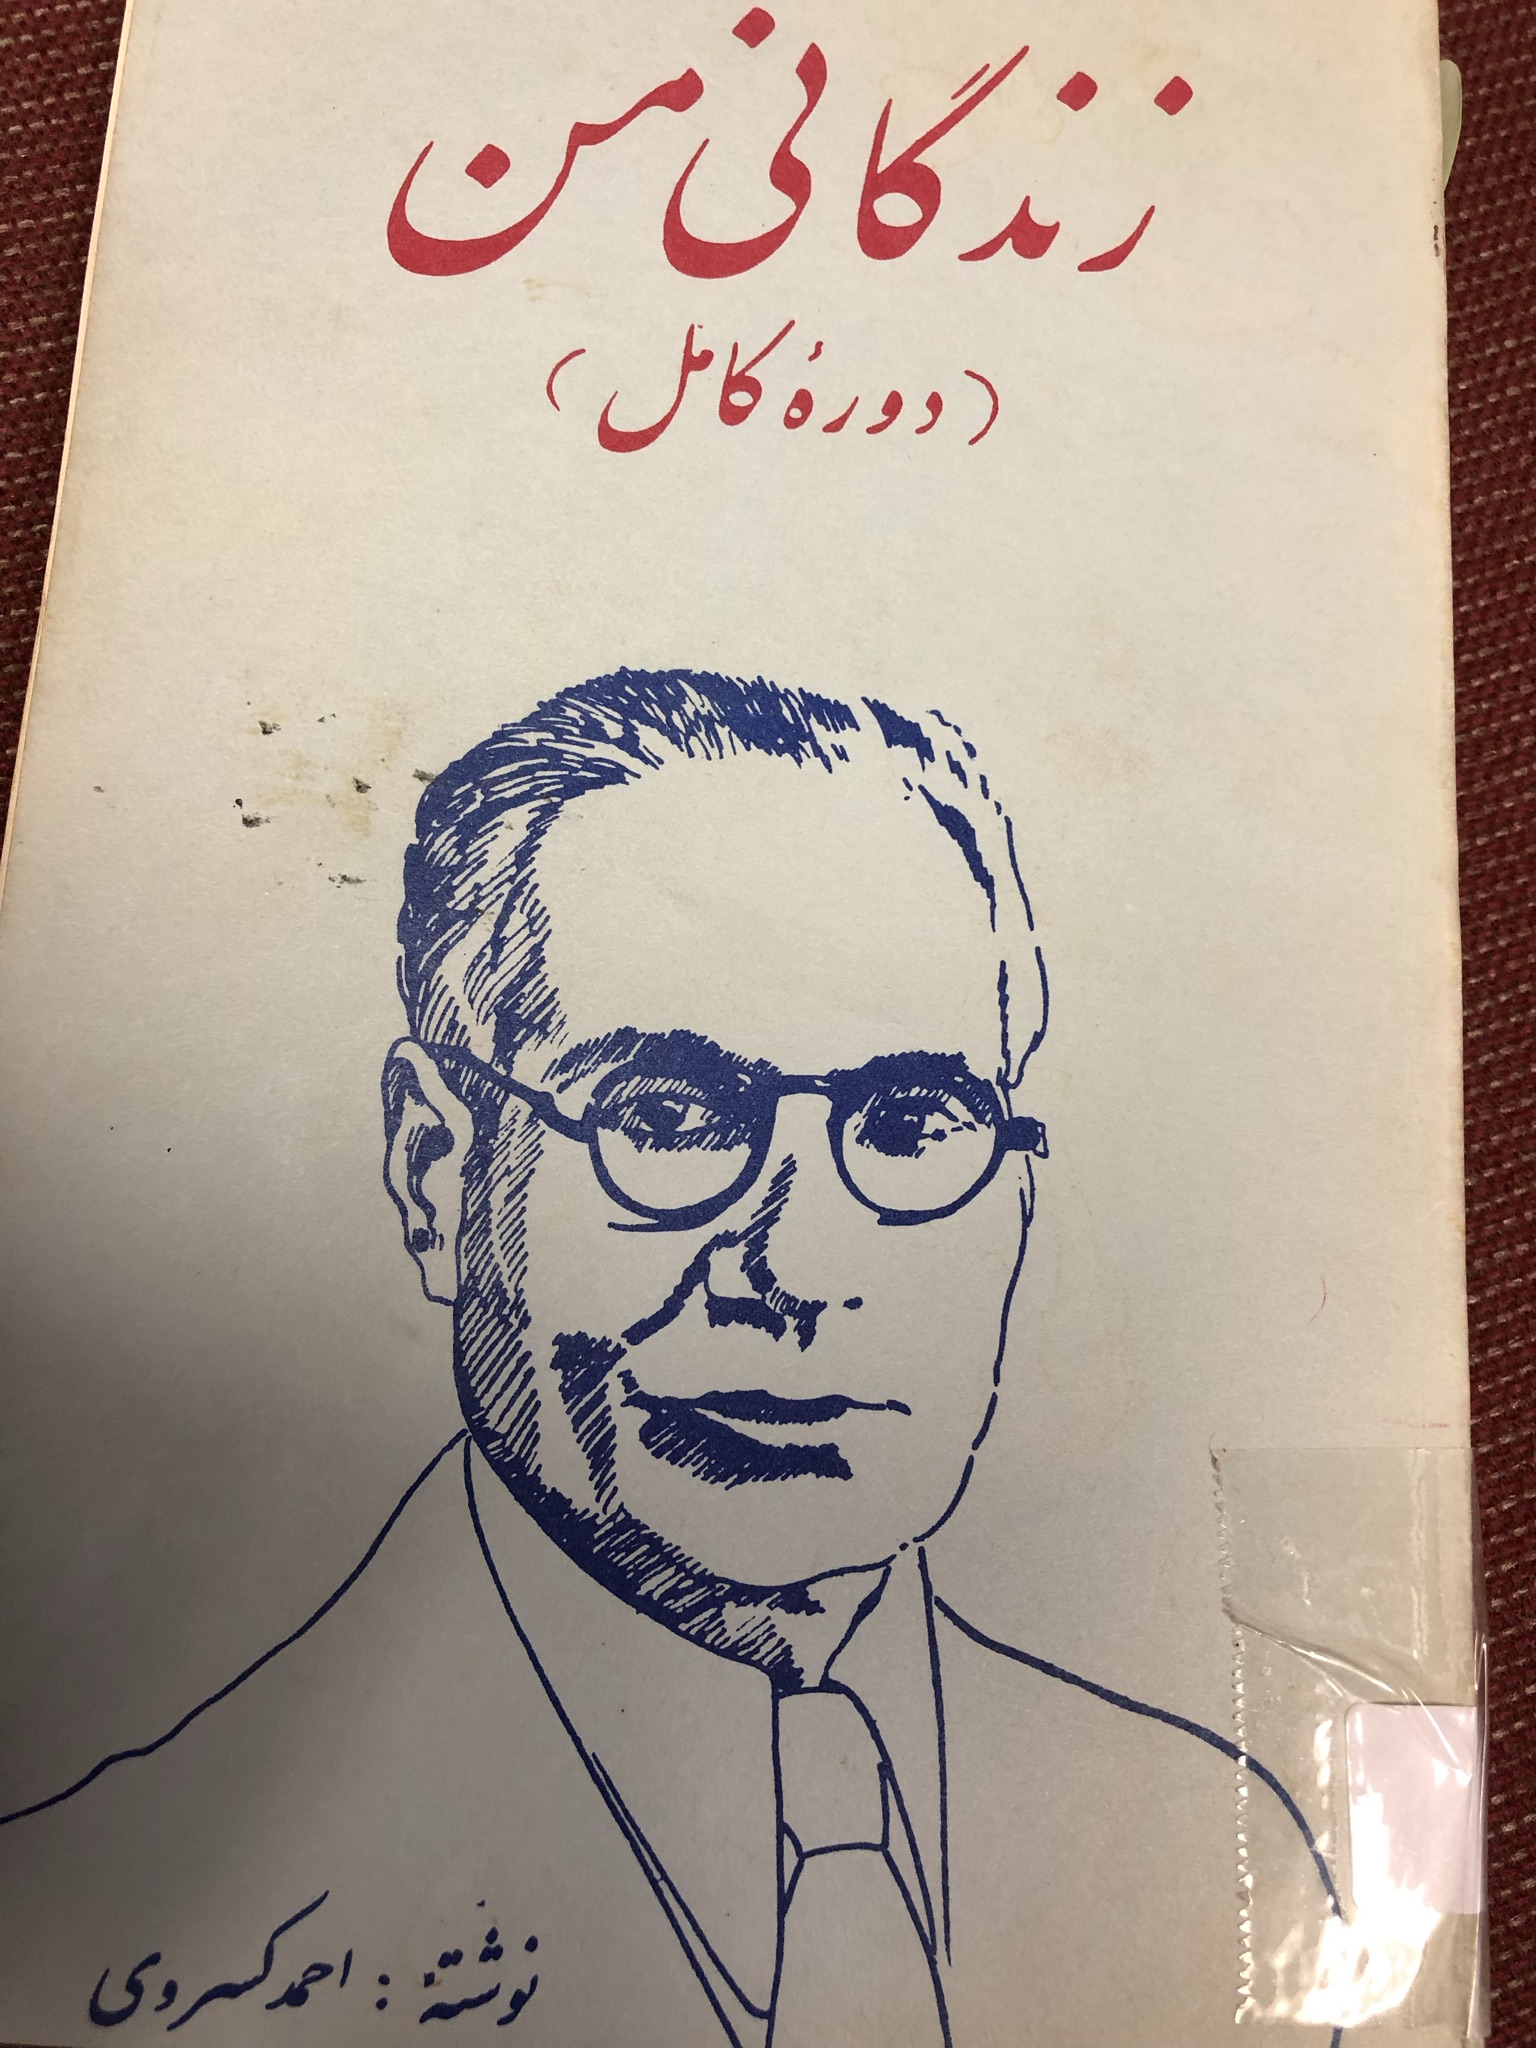 زندگانی من
(دورهٔ کامل)
نوشتهٔ : احمد کسروی